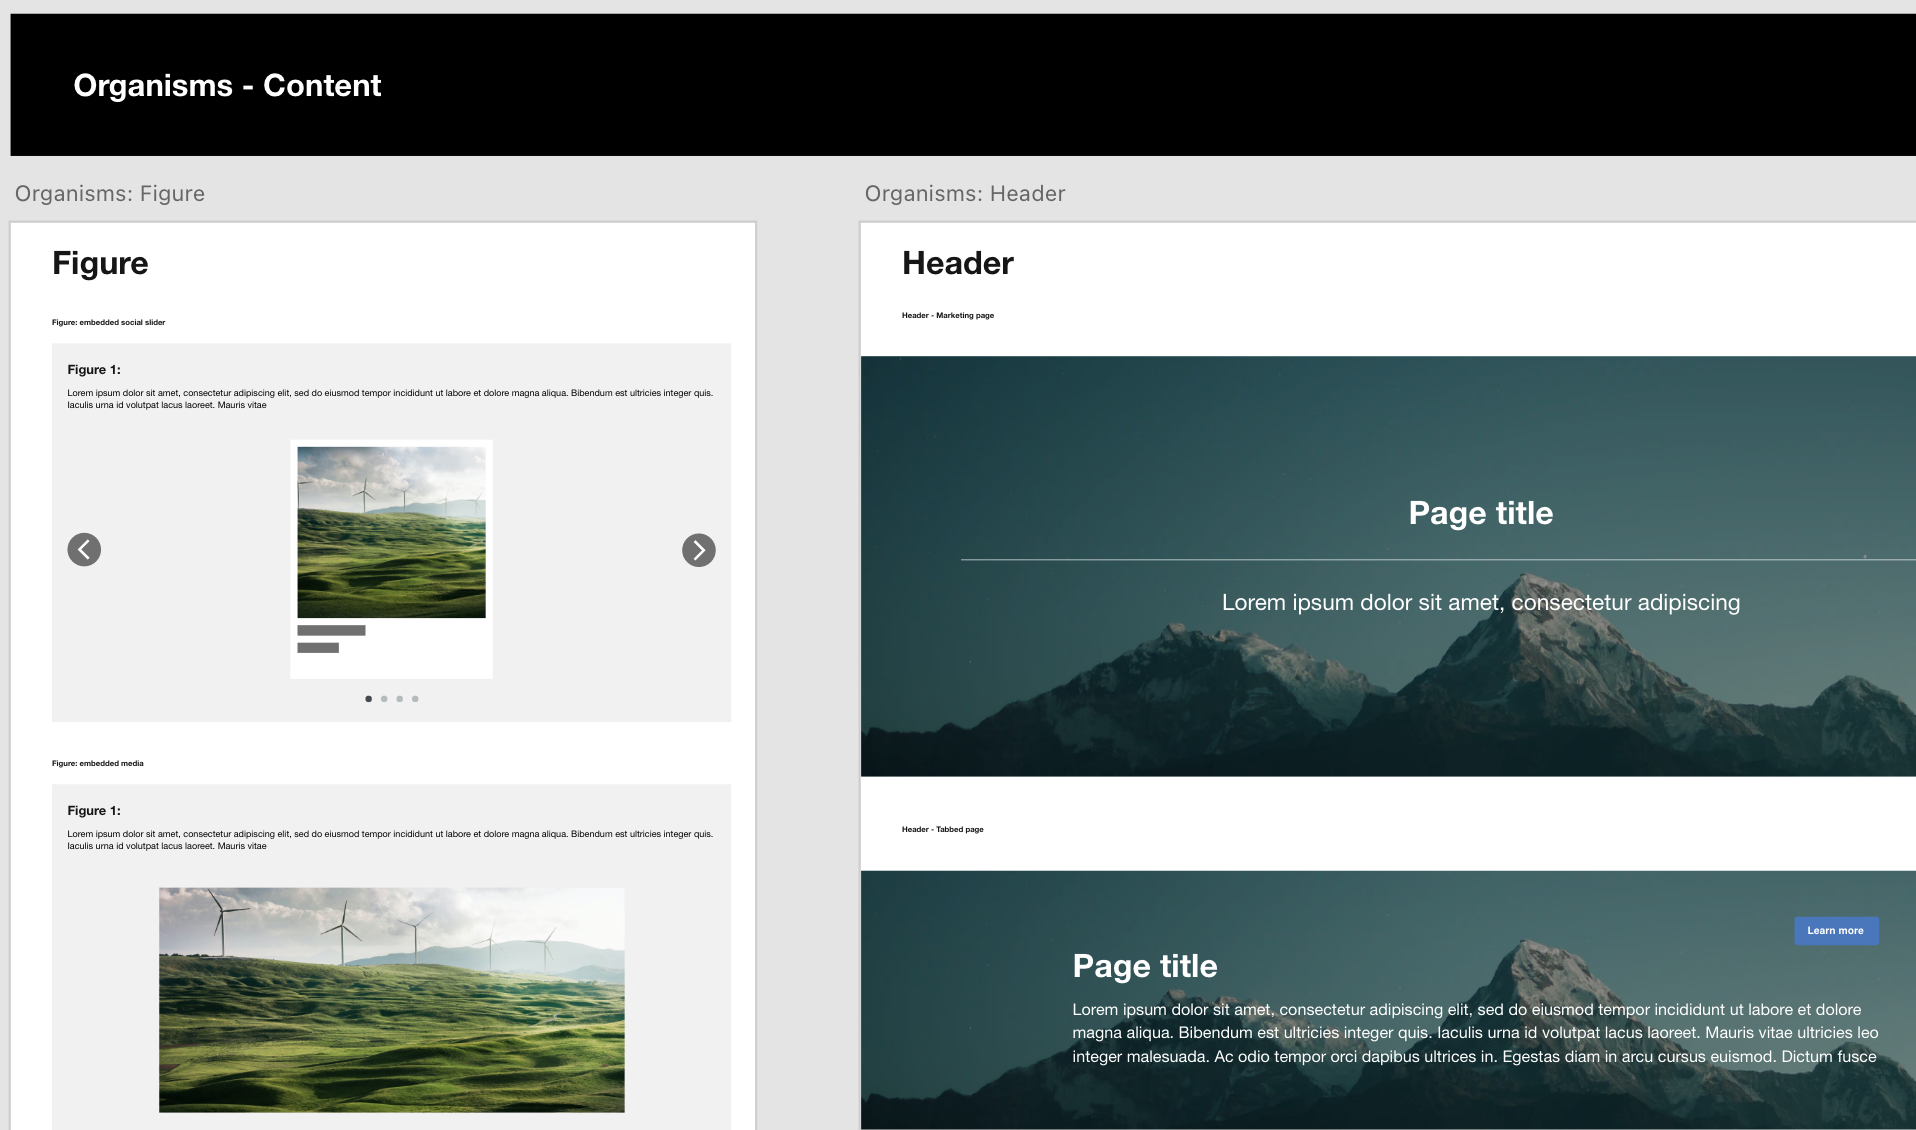 Organisms - Content
Organisms: Figure
Figure
Figure: embedded social slider
Figure 1:
Lorem ipsum dolor sit amet, consectetur adipiscing elit, sed do eiusmod tempor incididunt ut labore et dolore magna aliqua. Bibendum est ultricies integer quis.
Iaculis urna id volutpat lacus laoreet. Mauris vitae
Figure: embedded media
Figure 1:
Lorem ipsum dolor sit amet, consectetur adipiscing elit, sed do eiusmod tempor incididunt ut labore et dolore magna aliqua. Bibendum est ultricies integer quis.
Iaculis urna id volutpat lacus laoreet. Mauris vitae
Organisms: Header
Header
Header - Marketing page
Page title
Lorem ipsum dolor sit amet, consectetur adipiscing
Header - Tabbed page
Learn more
Page title
Lorem ipsum dolor sit amet, consectetur adipiscing elit, sed do eiusmod tempor incididunt ut labore et dolore
magna aliqua. Bibendum est ultricies integer quis. Iaculis urna id volutpat lacus laoreet. Mauris vitae ultricies leo
integer malesuada. Ac odio tempor orci dapibus ultrices in. Egestas diam in arcu cursus euismod. Dictum fusce